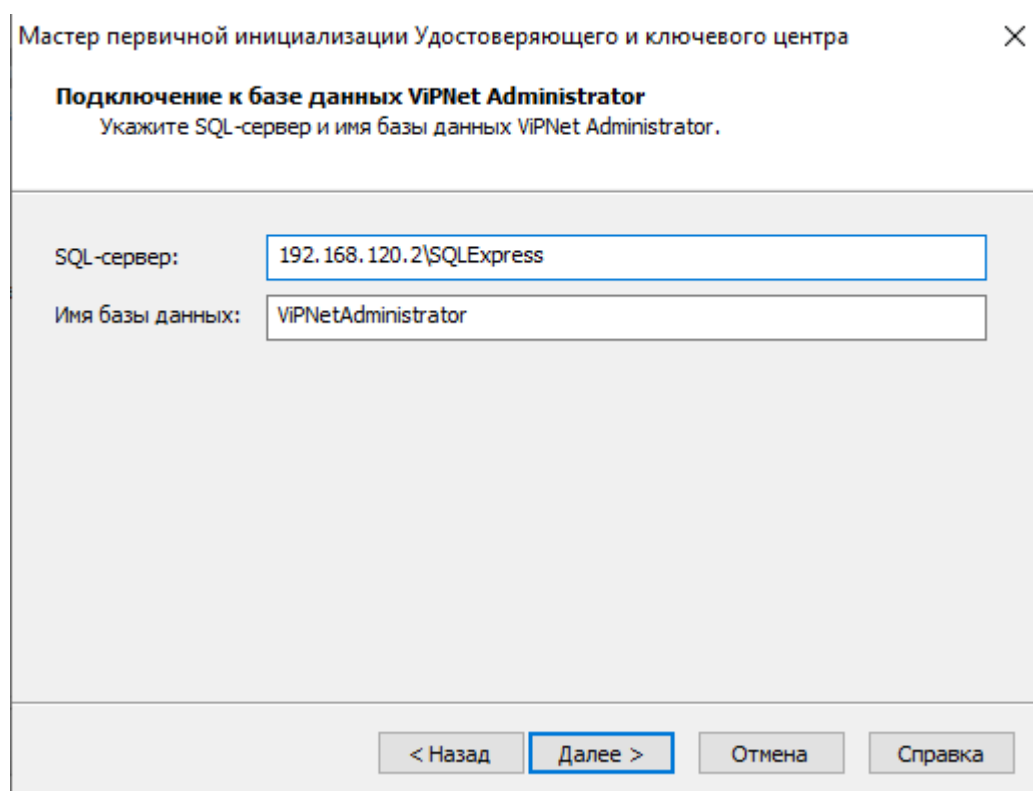 Мастер первичной инициализации Удостоверяющего и ключевого центра
Подключение к базе данных ViPNet Administrator
Укажите SQL-сервер и имя базы данных ViPNet Administrator.
SQL-сервер: 192.168.120.2\SQLExpress
Имя базы данных: ViPNetAdministrator
< Назад Далее > Отмена Справка